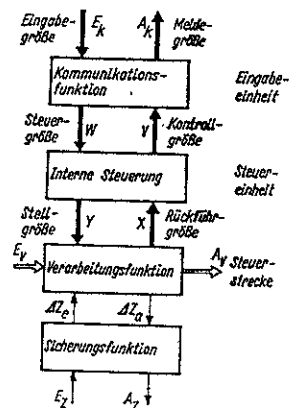 Eingabe- E_k A_k Melde-
größe größe
Kommunikations-
funktion
Eingabe-
einheit
Steuer- W V Kontroll-
größe größe
Interne Steuerung
Steuer-
einheit
Stell- Y X Rückführ-
größe größe
E_V Verarbeitungsfunktion A_V Steuer-
strecke
ΔZ_e ΔZ_a
Sicherungsfunktion
E_Z A_Z